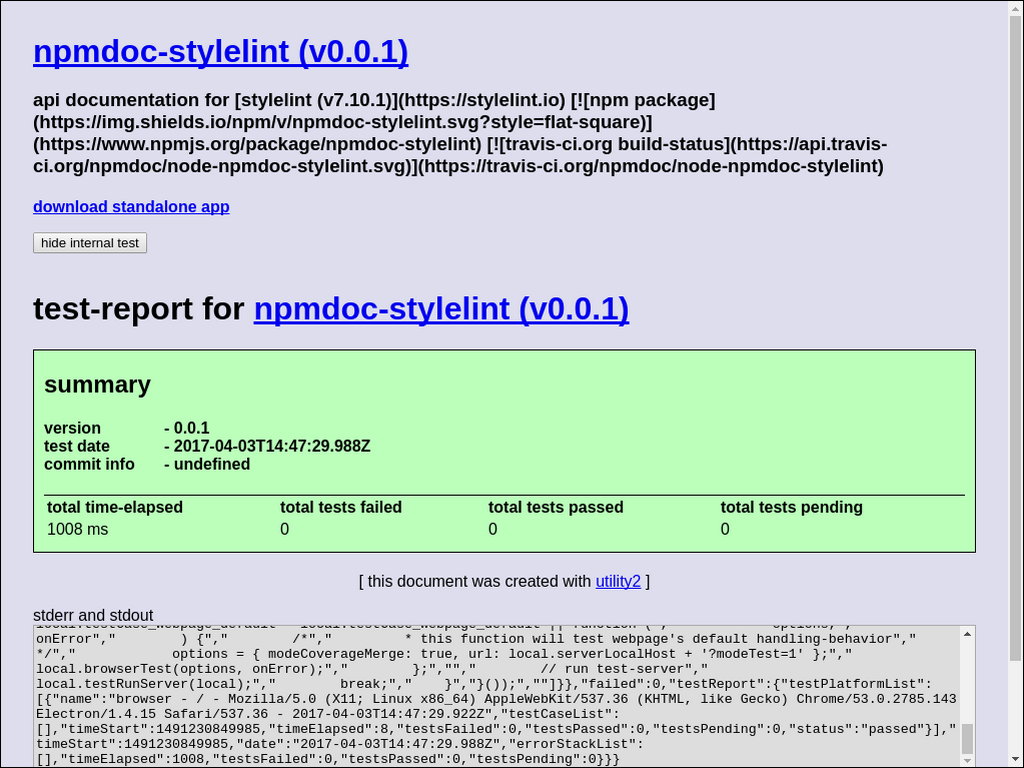 npmdoc-stylelint (v0.0.1)
api documentation for [stylelint (v7.10.1)](https://stylelint.io) [![npm package]
(https://img.shields.io/npm/v/npmdoc-stylelint.svg?style=flat-square)]
(https://www.npmjs.org/package/npmdoc-stylelint) [![travis-ci.org build-status](https://api.travis-
ci.org/npmdoc/node-npmdoc-stylelint.svg)](https://travis-ci.org/npmdoc/node-npmdoc-stylelint)
download standalone app
hide internal test
test-report for npmdoc-stylelint (v0.0.1)
summary
version - 0.0.1
test date - 2017-04-03T14:47:29.988Z
commit info - undefined
total time-elapsed total tests failed total tests passed total tests pending
1008 ms 0 0 0
[ this document was created with utility2 ]
stderr and stdout
onError"," ) {"," /*"," * this function will test webpage's default handling-behavior","
*/"," options = { modeCoverageMerge: true, url: local.serverLocalHost + '?modeTest=1' };","
local.browserTest(options, onError);"," };",""," // run test-server","
local.testRunServer(local);"," break;"," }","}());",""]}},"failed":0,"testReport":{"testPlatformList":
[{"name":"browser - / - Mozilla/5.0 (X11; Linux x86_64) AppleWebKit/537.36 (KHTML, like Gecko) Chrome/53.0.2785.143
Electron/1.4.15 Safari/537.36 - 2017-04-03T14:47:29.922Z","testCaseList":
[],"timeStart":1491230849985,"timeElapsed":8,"testsFailed":0,"testsPassed":0,"testsPending":0,"status":"passed"}],"
timeStart":1491230849985,"date":"2017-04-03T14:47:29.988Z","errorStackList":
[],"timeElapsed":1008,"testsFailed":0,"testsPassed":0,"testsPending":0}}}